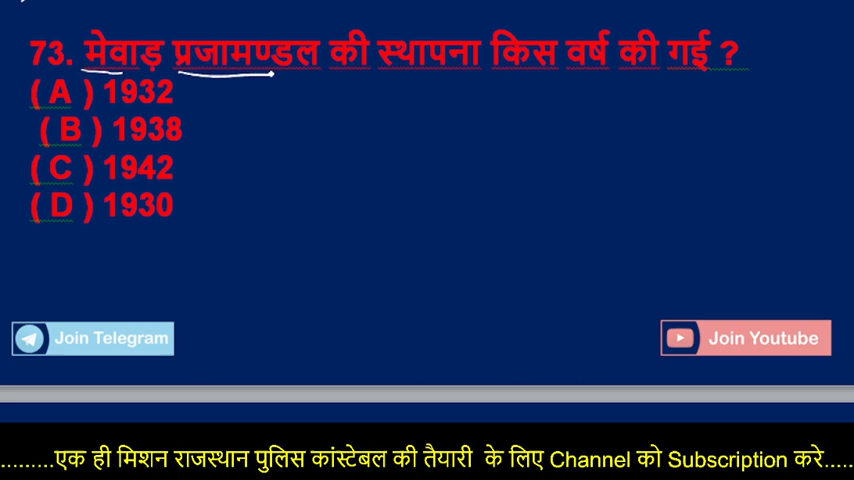 73. मेवाड़ प्रजामण्डल की स्थापना किस वर्ष की गई ?
( A ) 1932
( B ) 1938
( C ) 1942
( D ) 1930
Join Telegram
Join Youtube
.........एक ही मिशन राजस्थान पुलिस कांस्टेबल की तैयारी के लिए Channel को Subscription करे.....